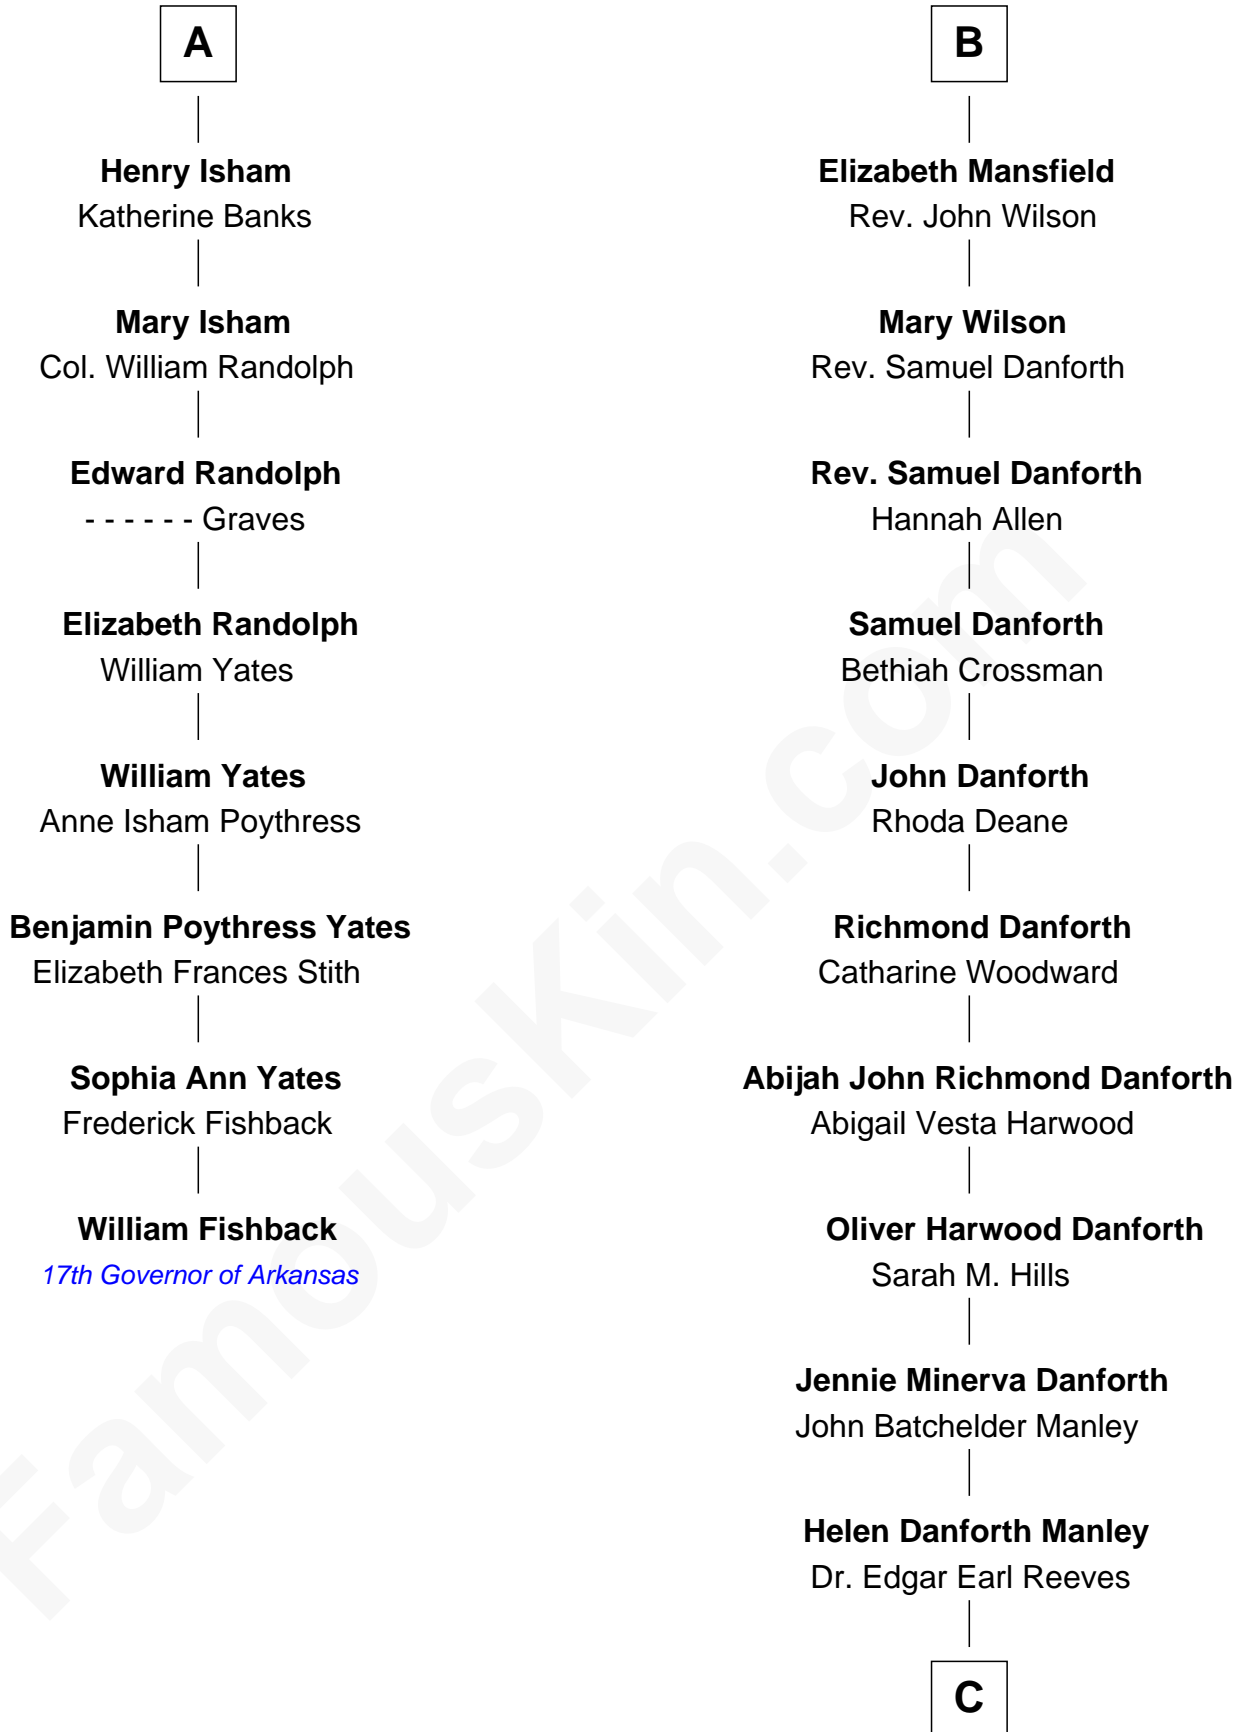 A
Henry Isham
Katherine Banks
Mary Isham
Col. William Randolph
Edward Randolph
- - - - - - Graves
Elizabeth Randolph
William Yates
William Yates
Anne Isham Poythress
Benjamin Poythress Yates
Elizabeth Frances Stith
Sophia Ann Yates
Frederick Fishback
William Fishback
17th Governor of Arkansas
B
Elizabeth Mansfield
Rev. John Wilson
Mary Wilson
Rev. Samuel Danforth
Rev. Samuel Danforth
Hannah Allen
Samuel Danforth
Bethiah Crossman
John Danforth
Rhoda Deane
Richmond Danforth
Catharine Woodward
Abijah John Richmond Danforth
Abigail Vesta Harwood
Oliver Harwood Danforth
Sarah M. Hills
Jennie Minerva Danforth
John Batchelder Manley
Helen Danforth Manley
Dr. Edgar Earl Reeves
C
FamousKin.com